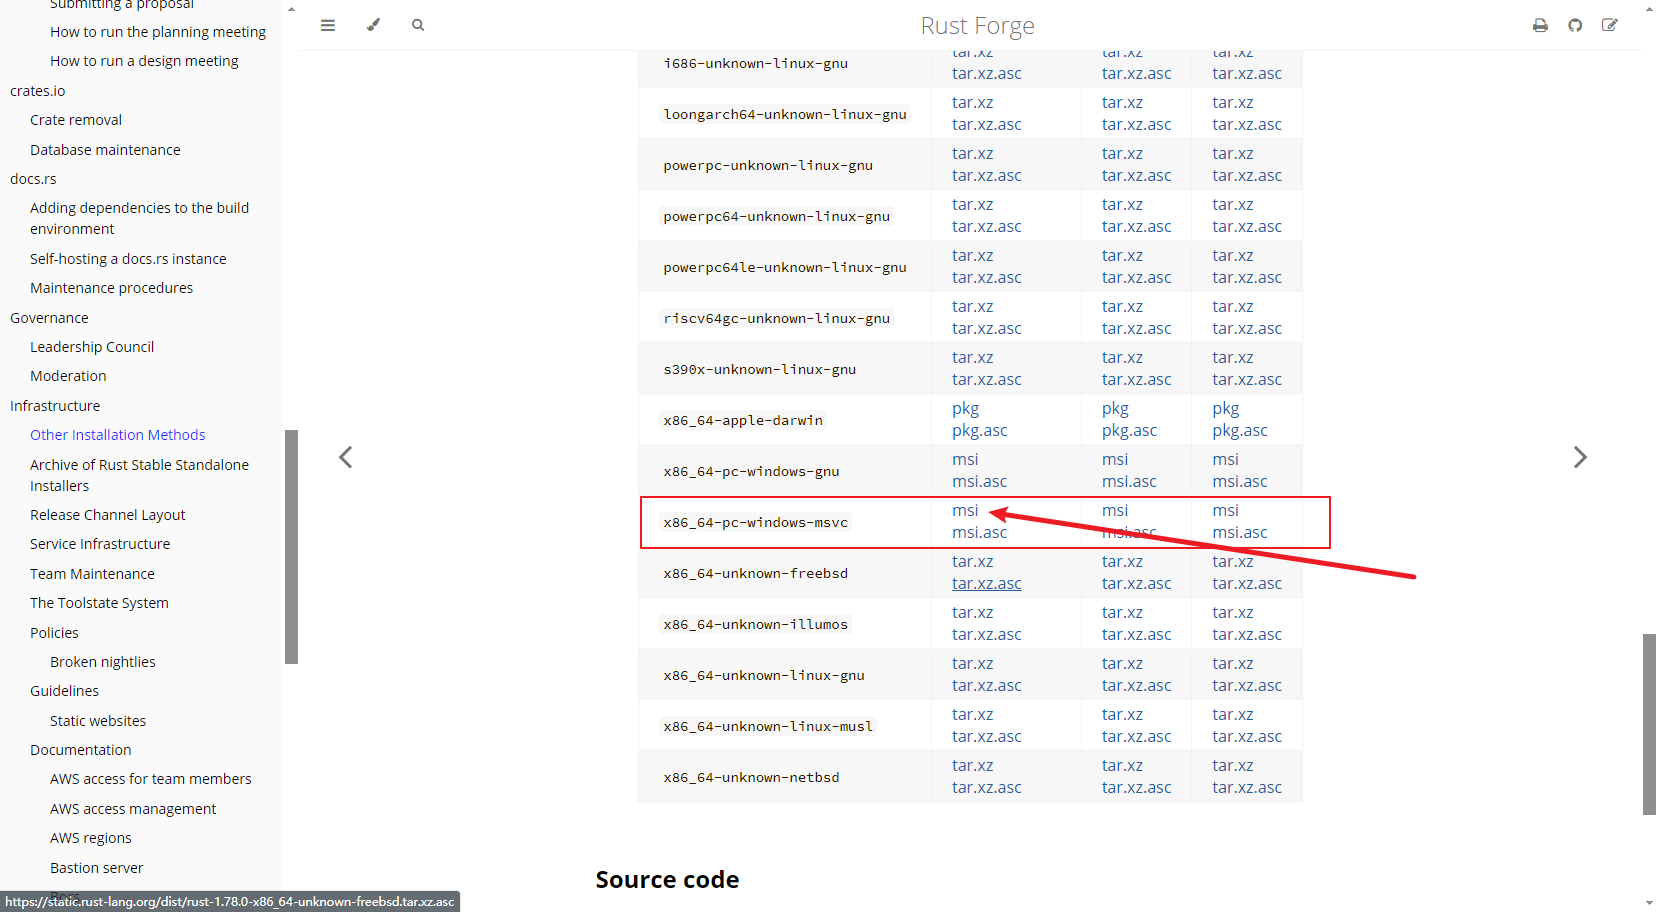 Submitting a proposal
How to run the planning meeting
How to run a design meeting
crates.io
Crate removal
Database maintenance
docs.rs
Adding dependencies to the build
environment
Self-hosting a docs.rs instance
Maintenance procedures
Governance
Leadership Council
Moderation
Infrastructure
Other Installation Methods
Archive of Rust Stable Standalone
Installers
Release Channel Layout
Service Infrastructure
Team Maintenance
The Toolstate System
Policies
Broken nightlies
Guidelines
Static websites
Documentation
AWS access for team members
AWS access management
AWS regions
Bastion server
https://static.rust-lang.org/dist/rust-1.78.0-x86_64-unknown-freebsd.tar.xz.asc
Rust Forge
tar.xz tar.xz tar.xz
i686-unknown-linux-gnu
tar.xz.asc tar.xz.asc tar.xz.asc
tar.xz tar.xz tar.xz
loongarch64-unknown-linux-gnu
tar.xz.asc tar.xz.asc tar.xz.asc
tar.xz tar.xz tar.xz
powerpc-unknown-linux-gnu
tar.xz.asc tar.xz.asc tar.xz.asc
tar.xz tar.xz tar.xz
powerpc64-unknown-linux-gnu
tar.xz.asc tar.xz.asc tar.xz.asc
tar.xz tar.xz tar.xz
powerpc64le-unknown-linux-gnu
tar.xz.asc tar.xz.asc tar.xz.asc
tar.xz tar.xz tar.xz
riscv64gc-unknown-linux-gnu
tar.xz.asc tar.xz.asc tar.xz.asc
tar.xz tar.xz tar.xz
s390x-unknown-linux-gnu
tar.xz.asc tar.xz.asc tar.xz.asc
pkg pkg pkg
x86_64-apple-darwin
pkg.asc pkg.asc pkg.asc
msi msi msi
x86_64-pc-windows-gnu
msi.asc msi.asc msi.asc
msi msi msi
x86_64-pc-windows-msvc
msi.asc msi.asc msi.asc
tar.xz tar.xz tar.xz
x86_64-unknown-freebsd
tar.xz.asc tar.xz.asc tar.xz.asc
tar.xz tar.xz tar.xz
x86_64-unknown-illumos
tar.xz.asc tar.xz.asc tar.xz.asc
tar.xz tar.xz tar.xz
x86_64-unknown-linux-gnu
tar.xz.asc tar.xz.asc tar.xz.asc
tar.xz tar.xz tar.xz
x86_64-unknown-linux-musl
tar.xz.asc tar.xz.asc tar.xz.asc
tar.xz tar.xz tar.xz
x86_64-unknown-netbsd
tar.xz.asc tar.xz.asc tar.xz.asc
Source code